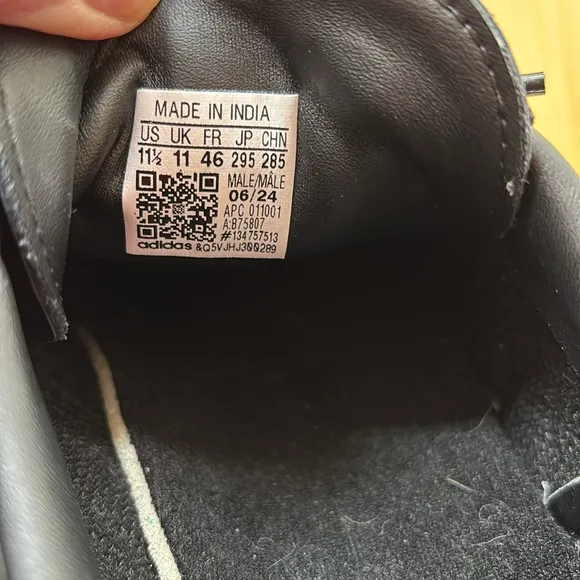 MADE IN INDIA
US UK FR JP CHN
11½ 11 46 295 285
MALE/MÂLE
06/24
APC 011001
A:B75807
#134757513
adidas &Q5VJHJ300289